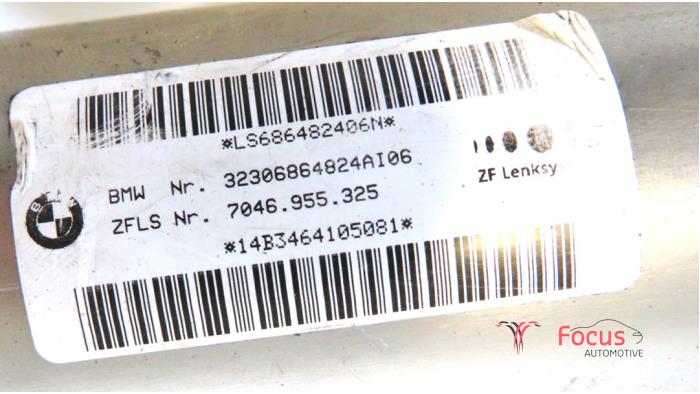 *LS686482406N*
BMW Nr. 32306864824AI06
ZFLS Nr. 7046.955.325
ZF Lenksy
*14B3464105081*
Focus
AUTOMOTIVE